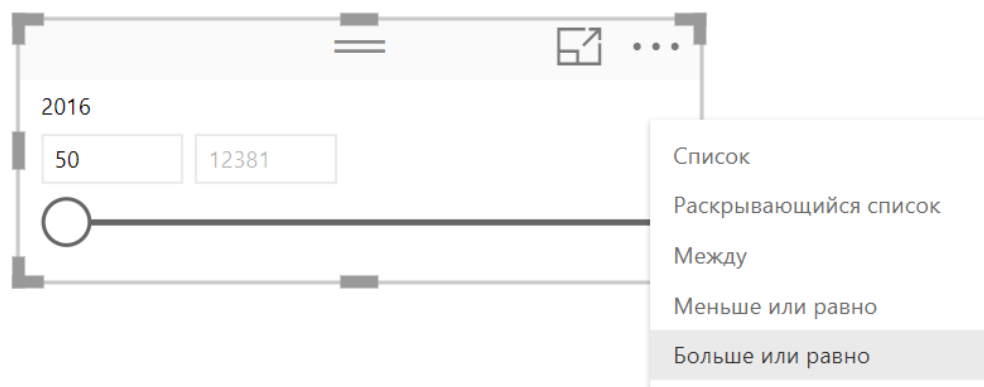 2016
50 12381
Список
Раскрывающийся список
Между
Меньше или равно
Больше или равно